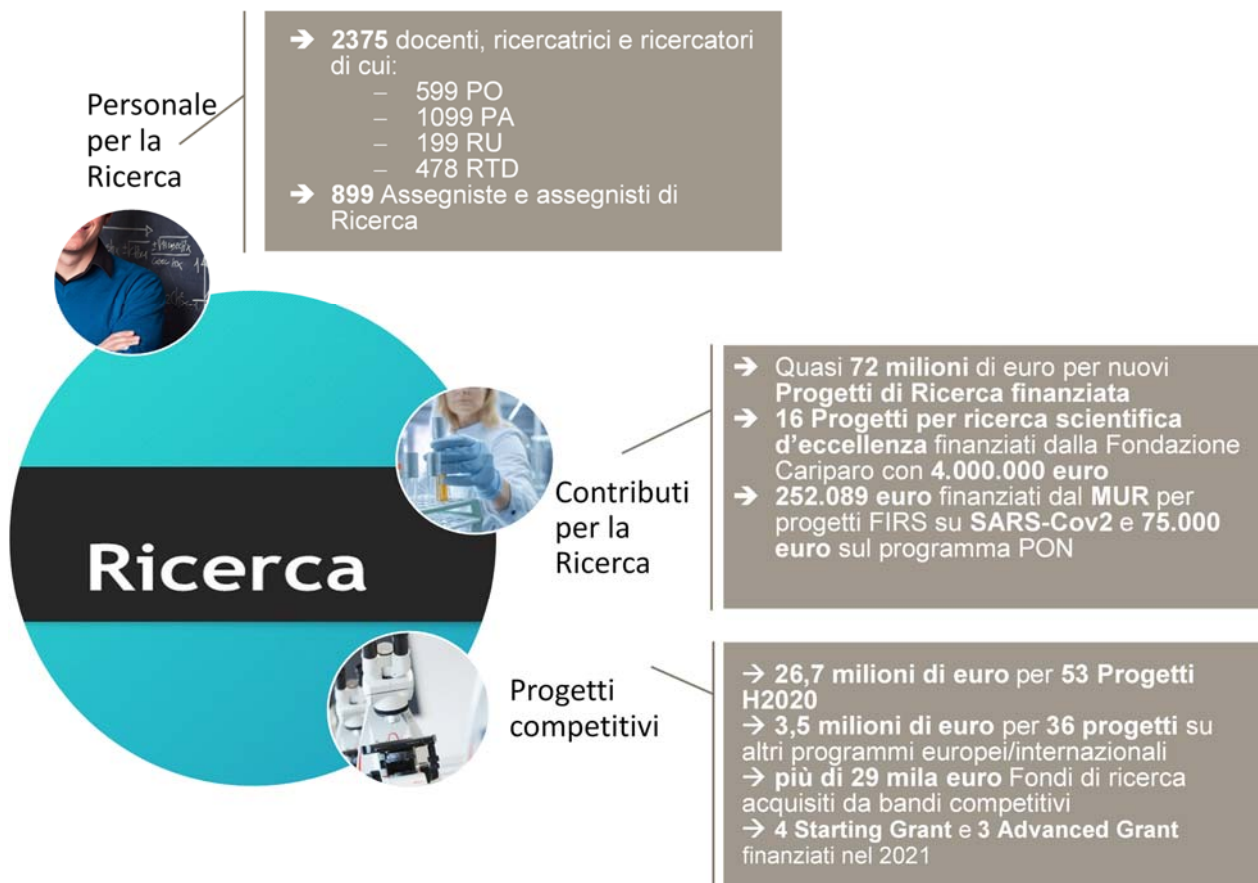 Personale
per la
Ricerca
➔ 2375 docenti, ricercatrici e ricercatori
di cui:
– 599 PO
– 1099 PA
– 199 RU
– 478 RTD
➔ 899 Assegniste e assegnisti di
Ricerca
Ricerca
Contributi
per la
Ricerca
➔ Quasi 72 milioni di euro per nuovi
Progetti di Ricerca finanziata
➔ 16 Progetti per ricerca scientifica
d'eccellenza finanziati dalla Fondazione
Cariparo con 4.000.000 euro
➔ 252.089 euro finanziati dal MUR per
progetti FIRS su SARS-Cov2 e 75.000
euro sul programma PON
Progetti
competitivi
→ 26,7 milioni di euro per 53 Progetti
H2020
→ 3,5 milioni di euro per 36 progetti su
altri programmi europei/internazionali
→ più di 29 mila euro Fondi di ricerca
acquisiti da bandi competitivi
→ 4 Starting Grant e 3 Advanced Grant
finanziati nel 2021